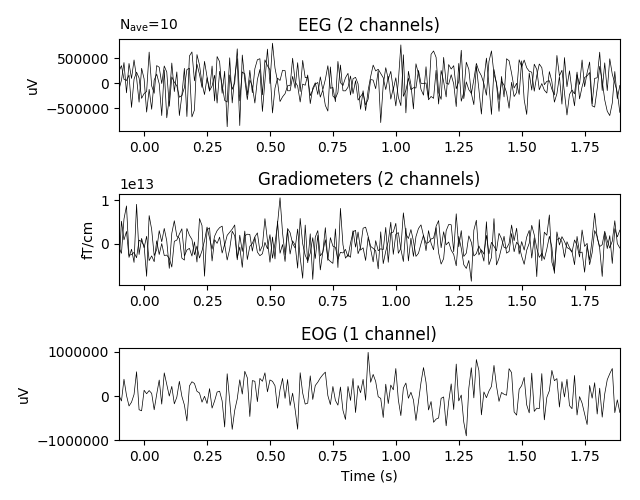 N_ave=10
EEG (2 channels)
uV
500000
0
−500000
0.00 0.25 0.50 0.75 1.00 1.25 1.50 1.75
1e13
Gradiometers (2 channels)
fT/cm
1
0
0.00 0.25 0.50 0.75 1.00 1.25 1.50 1.75
EOG (1 channel)
uV
1000000
0
−1000000
0.00 0.25 0.50 0.75 1.00 1.25 1.50 1.75
Time (s)